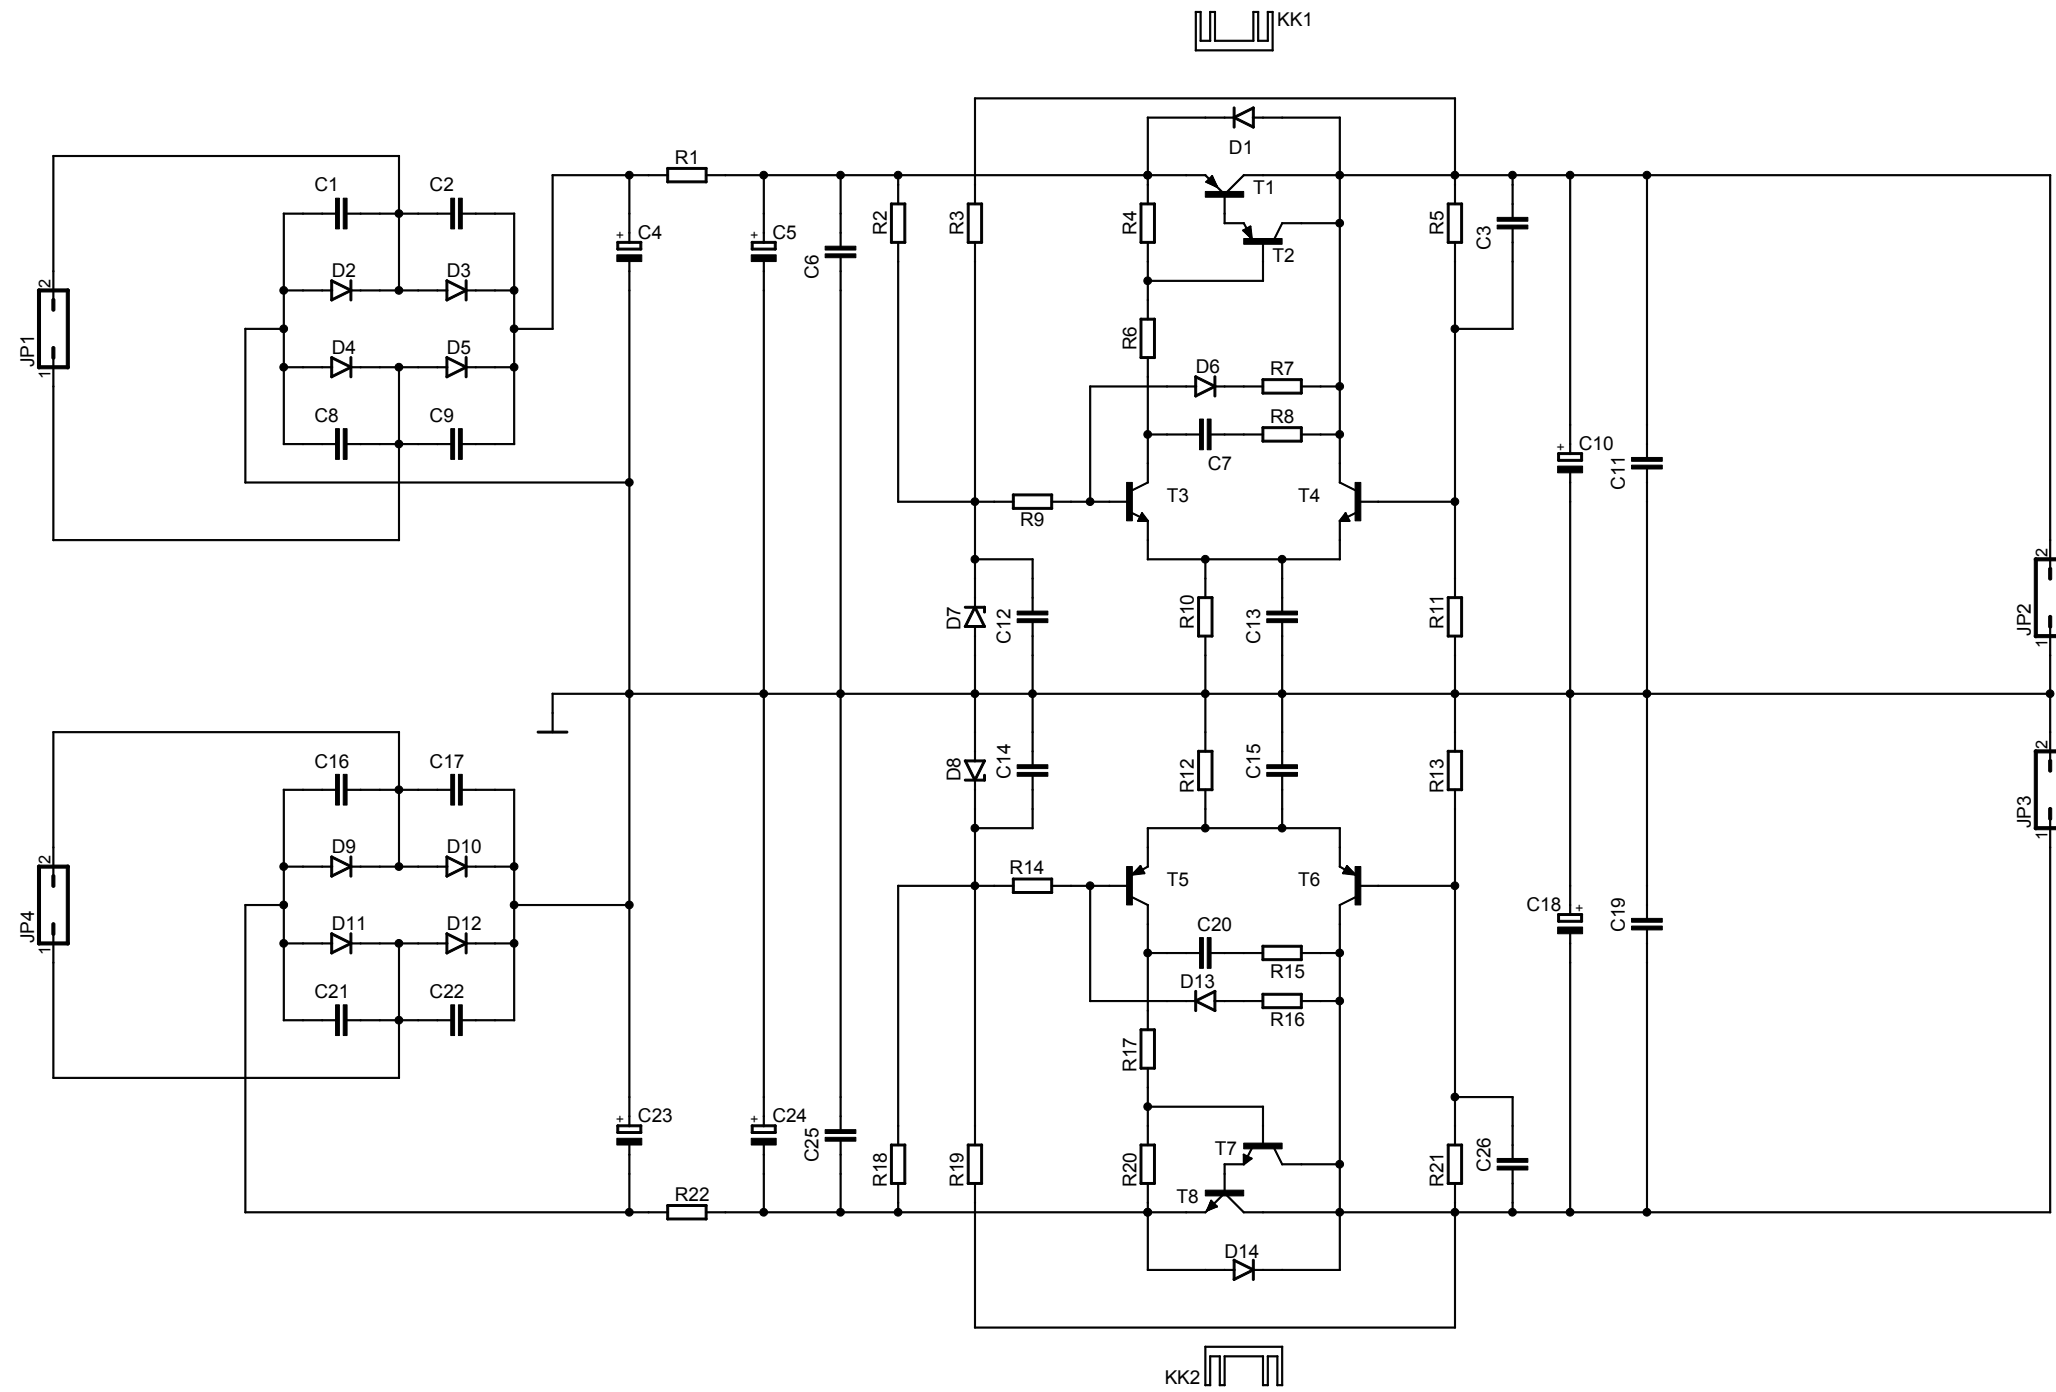 KK1
D1
R1
C1
C2
T1
R2
R3
R4
R5
C3
+
C4
+
C5
C6
T2
D2
D3
2
JP1
1
D4
D5
R6
D6
R7
C8
C9
R8
C7
+
C10
C11
T3
T4
R9
2
JP2
1
D7
C12
R10
C13
R11
C16
C17
D8
C14
R12
C15
R13
2
JP3
1
D9
D10
R14
T5
T6
2
JP4
1
D11
D12
C18
+
C19
C20
R15
D13
R16
C21
C22
R17
+
C23
+
C24
C25
R18
R19
R20
T7
R21
C26
R22
T8
D14
KK2